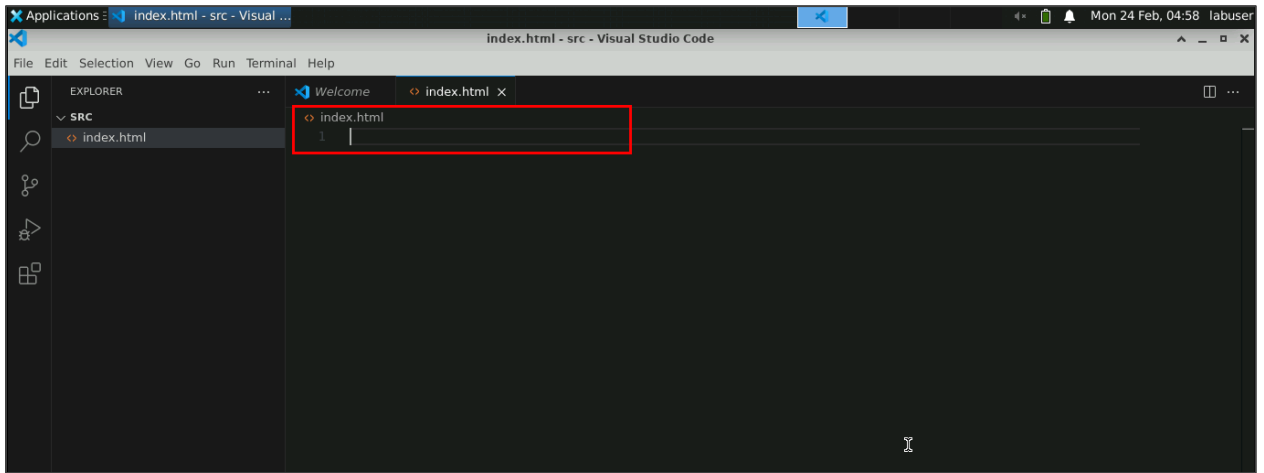 Applications index.html - src - Visual ... Mon 24 Feb, 04:58 labuser
index.html - src - Visual Studio Code
File Edit Selection View Go Run Terminal Help
EXPLORER ... Welcome index.html
SRC
index.html
index.html
1